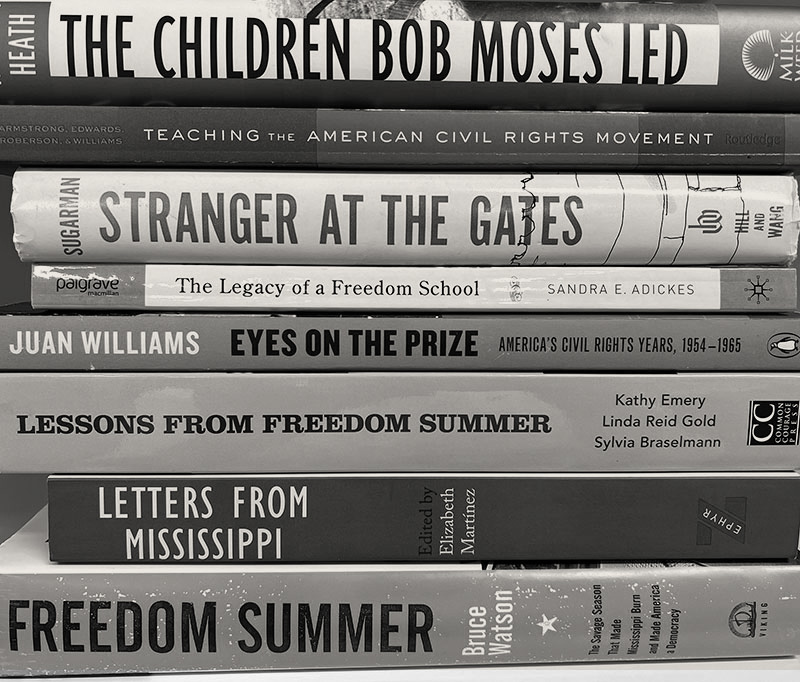 HEATH
THE CHILDREN BOB MOSES LED
MILK
ARMSTRONG, EDWARDS,
ROBERSON, & WILLIAMS
TEACHING THE AMERICAN CIVIL RIGHTS MOVEMENT
Routledge
SUGARMAN
STRANGER AT THE GATES
HILL
AND
WANG
palgrave
macmillan
The Legacy of a Freedom School
SANDRA E. ADICKES
JUAN WILLIAMS
EYES ON THE PRIZE
AMERICA'S CIVIL RIGHTS YEARS, 1954–1965
LESSONS FROM FREEDOM SUMMER
Kathy Emery
Linda Reid Gold
Sylvia Braselmann
CC
COMMON
COURAGE
PRESS
LETTERS FROM
MISSISSIPPI
Edited by
Elizabeth
Martínez
EPHYR
FREEDOM SUMMER
Bruce
Watson
The Savage Season
That Made
Mississippi Burn
and Made America
a Democracy
VIKING